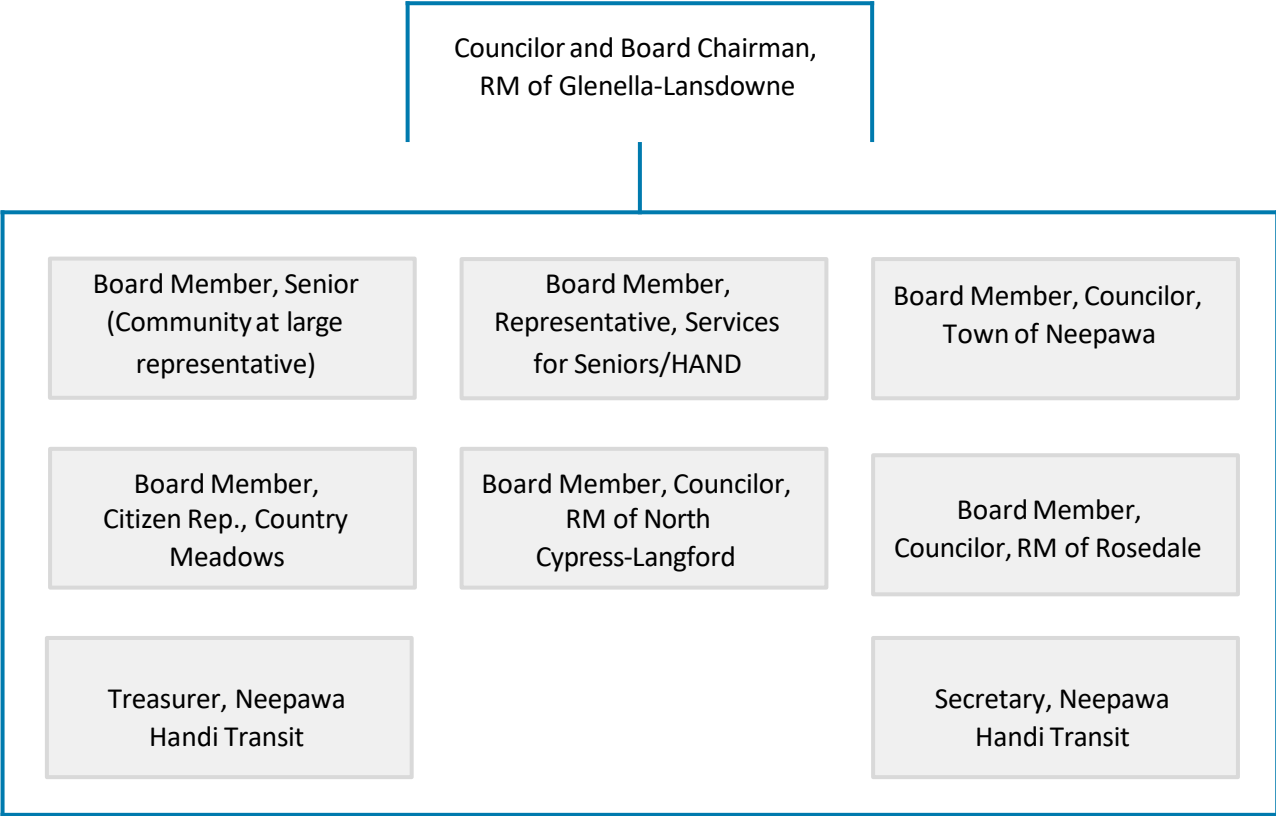 Councilor and Board Chairman,
RM of Glenella-Lansdowne
Board Member, Senior
(Community at large
representative)
Board Member,
Representative, Services
for Seniors/HAND
Board Member, Councilor,
Town of Neepawa
Board Member,
Citizen Rep., Country
Meadows
Board Member, Councilor,
RM of North
Cypress-Langford
Board Member,
Councilor, RM of Rosedale
Treasurer, Neepawa
Handi Transit
Secretary, Neepawa
Handi Transit